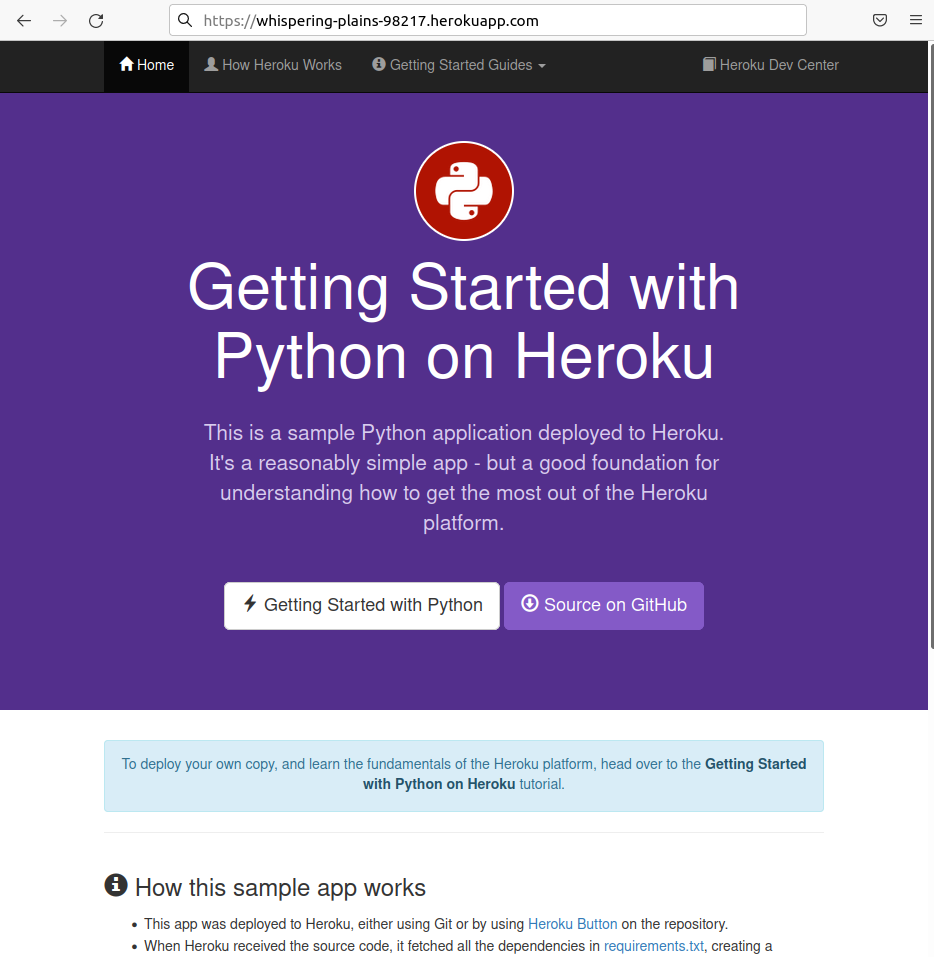 https://whispering-plains-98217.herokuapp.com
Home How Heroku Works Getting Started Guides Heroku Dev Center
Getting Started with
Python on Heroku
This is a sample Python application deployed to Heroku.
It's a reasonably simple app - but a good foundation for
understanding how to get the most out of the Heroku
platform.
Getting Started with Python Source on GitHub
To deploy your own copy, and learn the fundamentals of the Heroku platform, head over to the Getting Started
with Python on Heroku tutorial.
How this sample app works
• This app was deployed to Heroku, either using Git or by using Heroku Button on the repository.
• When Heroku received the source code, it fetched all the dependencies in requirements.txt, creating a